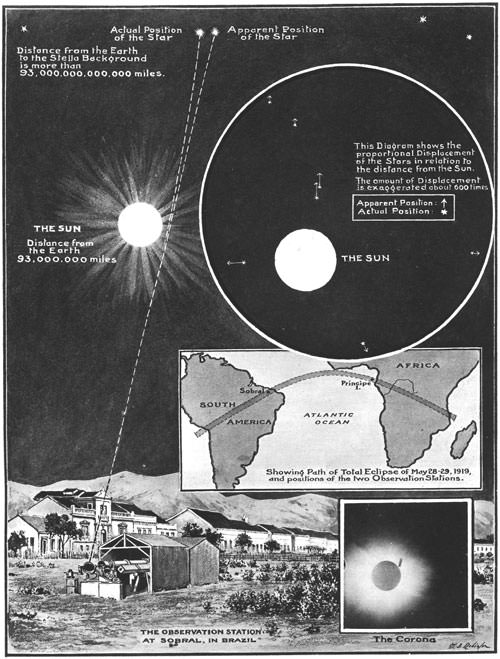 Actual Position
of the Star
Apparent Position
of the Star
Distance from the Earth
to the Stella Background
is more than
93,000,000,000,000 miles.
This Diagram shows the
proportional Displacement
of the Stars in relation to
the distance from the Sun.
The amount of Displacement
is exaggerated about 600 times
Apparent Position:
Actual Position:
THE SUN
Distance from
the Earth
93,000,000 miles
THE SUN
AFRICA
Sobral
Principe
I.
SOUTH
AMERICA
ATLANTIC
OCEAN
Showing Path of Total Eclipse of May 28-29, 1919,
and positions of the two Observation Stations.
THE OBSERVATION STATION
AT SOBRAL, IN BRAZIL
The Corona